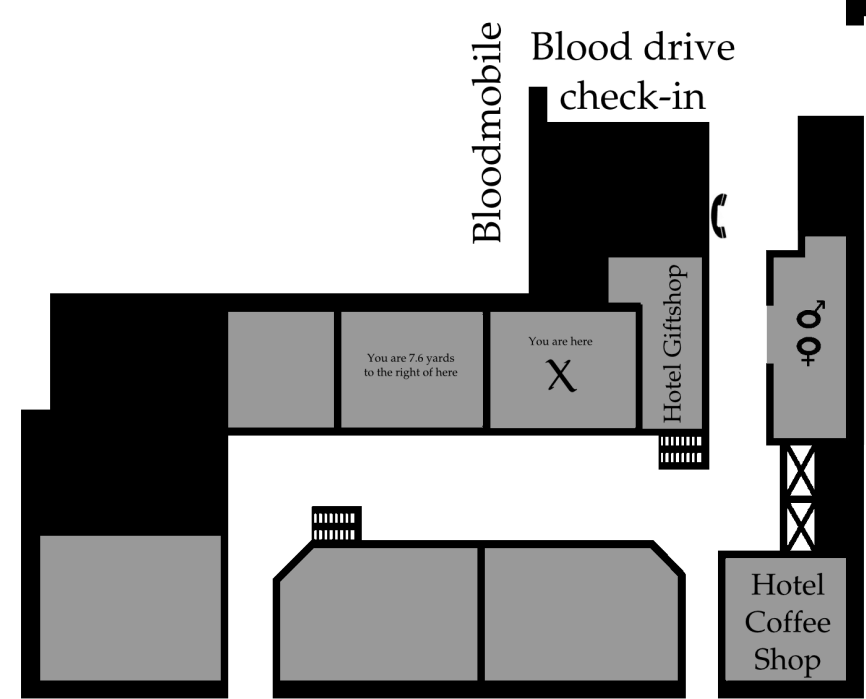 Bloodmobile
Blood drive
check-in
Hotel Giftshop
You are here
X
You are 7.6 yards
to the right of here
Hotel
Coffee
Shop